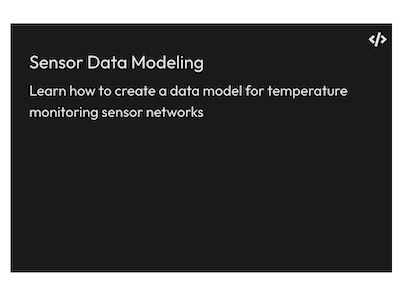 Sensor Data Modeling
Learn how to create a data model for temperature
monitoring sensor networks